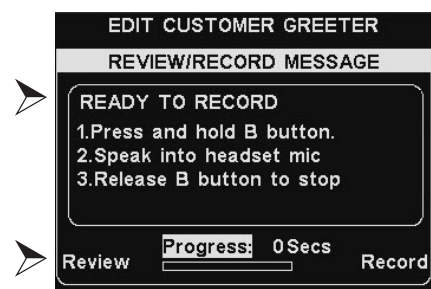 EDIT CUSTOMER GREETER
REVIEW/RECORD MESSAGE
READY TO RECORD
1.Press and hold B button.
2.Speak into headset mic
3.Release B button to stop
Progress: 0Secs
Review Record